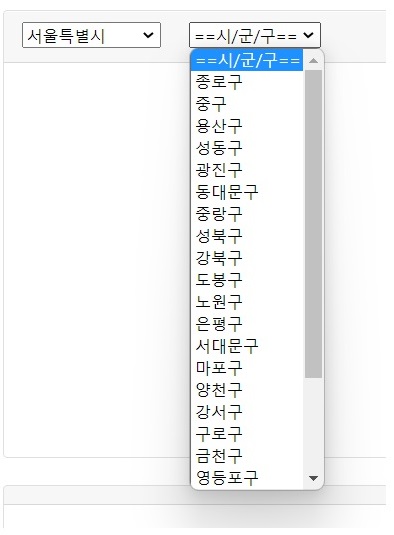 서울특별시 ==시/군/구==
==시/군/구==
종로구
중구
용산구
성동구
광진구
동대문구
중랑구
성북구
강북구
도봉구
노원구
은평구
서대문구
마포구
양천구
강서구
구로구
금천구
영등포구